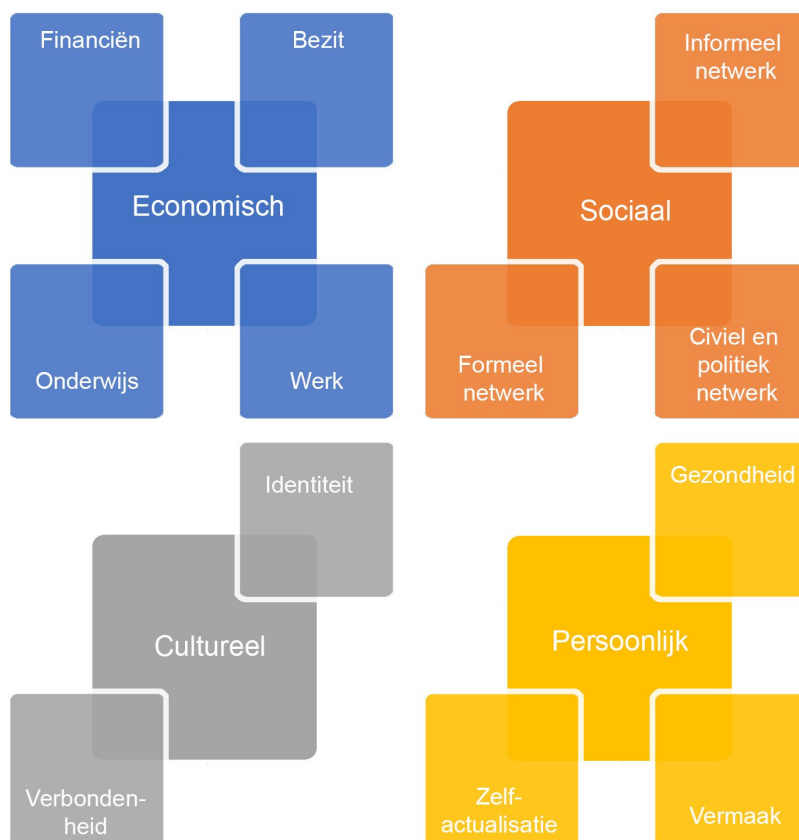 Financiën
Bezit
Economisch
Onderwijs
Werk
Informeel
netwerk
Sociaal
Formeel
netwerk
Civiel en
politiek
netwerk
Identiteit
Cultureel
Verbonden-
heid
Gezondheid
Persoonlijk
Zelf-
actualisatie
Vermaak